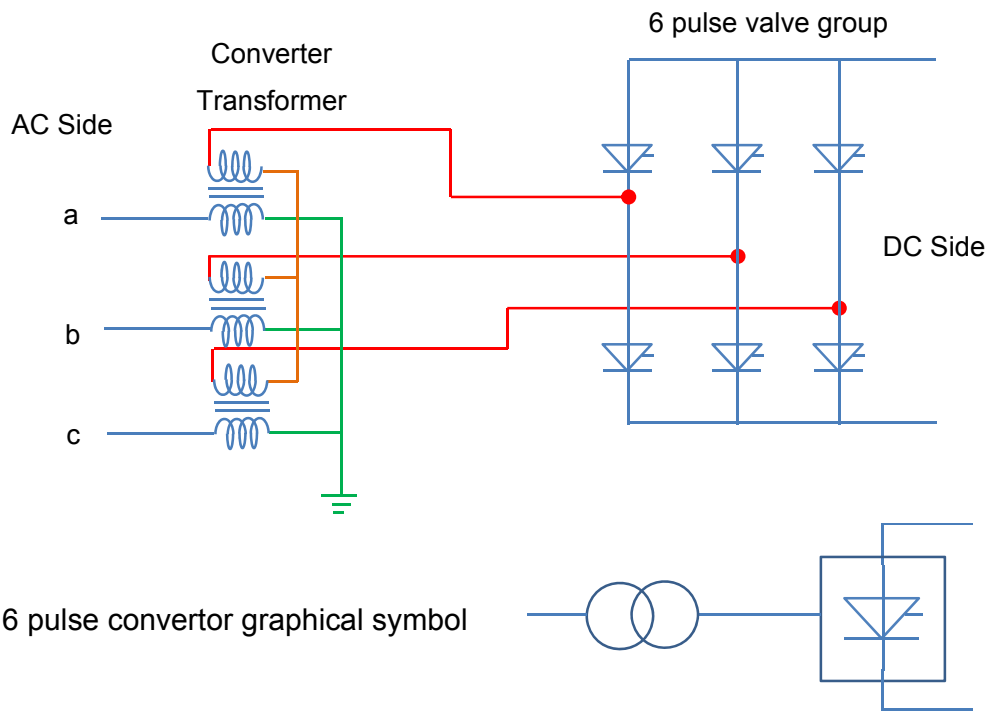 6 pulse valve group
Converter
Transformer
AC Side
a
DC Side
b
c
6 pulse convertor graphical symbol